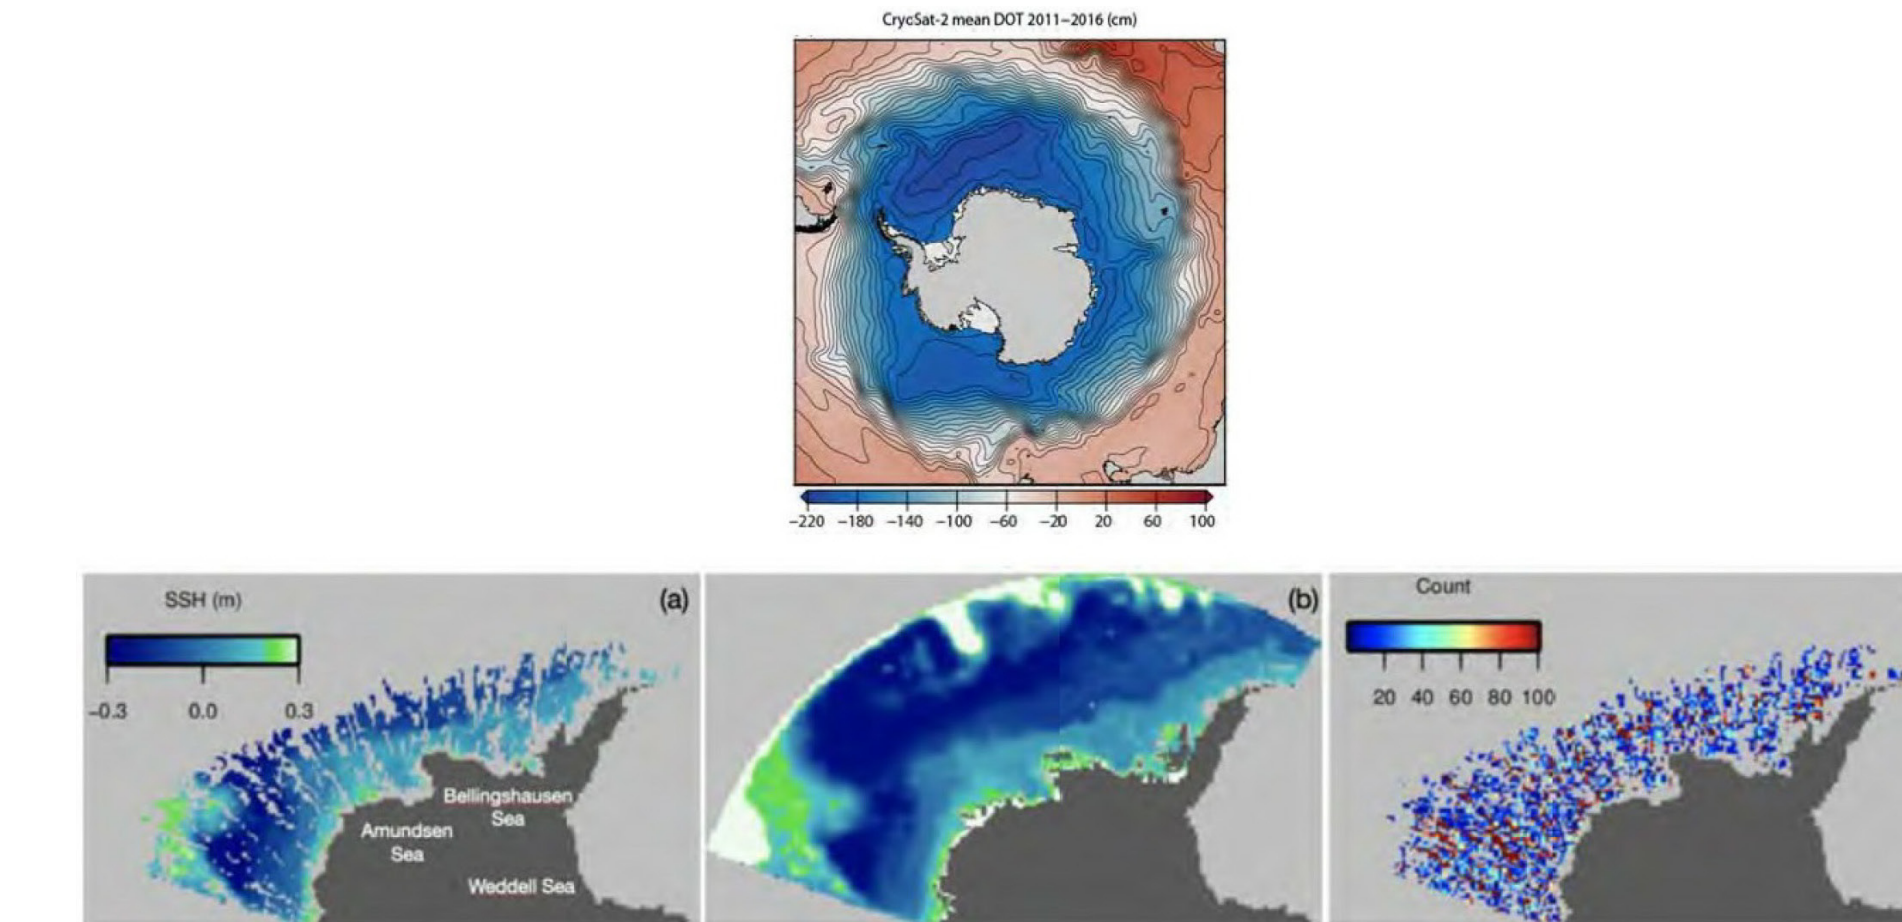 CryoSat-2 mean DOT 2011–2016 (cm)
−220 −180 −140 −100 −60 −20 20 60 100
SSH (m)
−0.3 0.0 0.3
(a)
Bellingshausen
Sea
Amundsen
Sea
Weddell Sea
(b)
Count
20 40 60 80 100